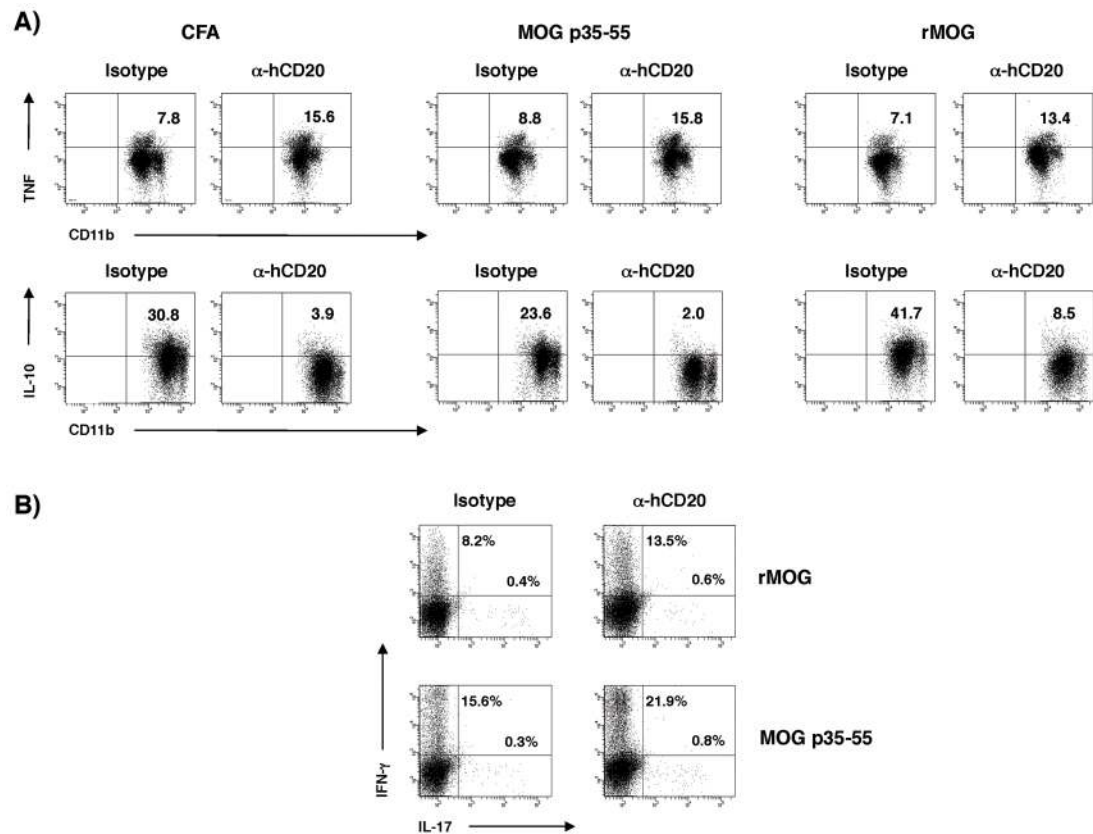 A)
CFA
MOG p35-55
rMOG
Isotype
α-hCD20
Isotype
α-hCD20
Isotype
α-hCD20
TNF
7.8
15.6
8.8
15.8
7.1
13.4
CD11b
Isotype
α-hCD20
Isotype
α-hCD20
Isotype
α-hCD20
IL-10
30.8
3.9
23.6
2.0
41.7
8.5
CD11b
B)
Isotype
α-hCD20
8.2%
0.4%
13.5%
0.6%
rMOG
15.6%
0.3%
21.9%
0.8%
MOG p35-55
IFN-γ
IL-17